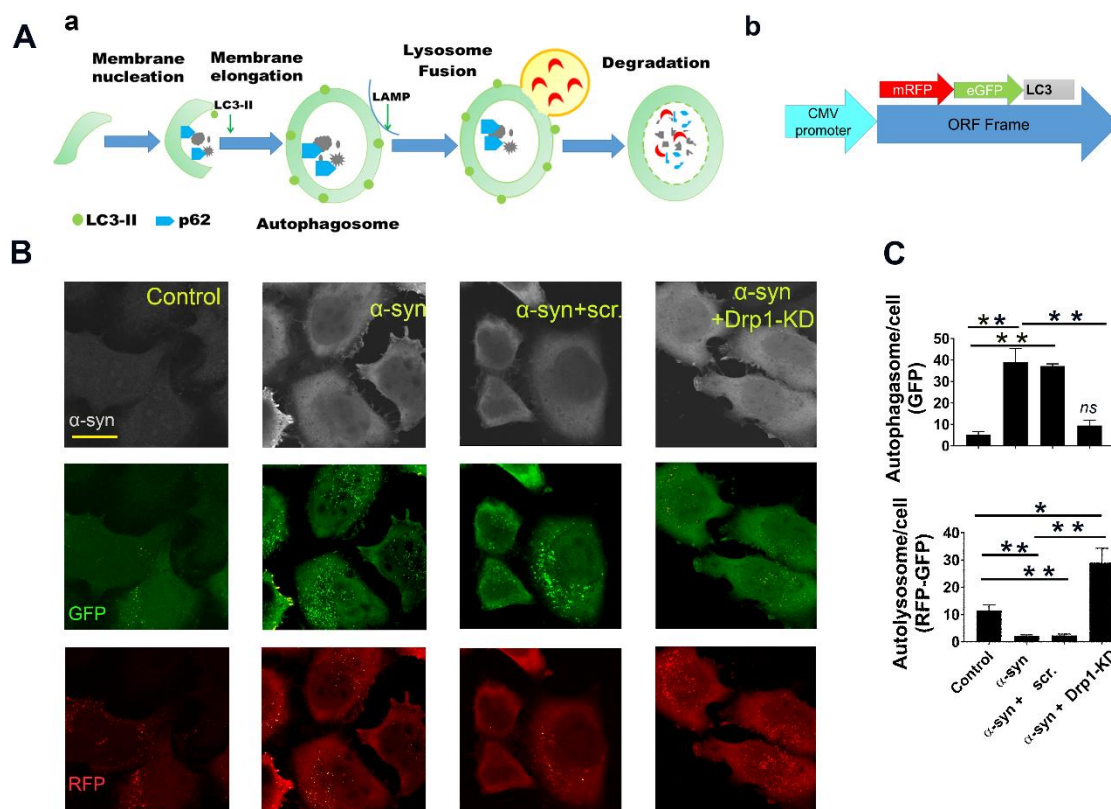 A
a
Membrane
nucleation
Membrane
elongation
LC3-II
Lysosome
Fusion
LAMP
Degradation
Autophagosome
LC3-II
p62
b
mRFP
eGFP
LC3
CMV
promoter
ORF Frame
B
Control
α-syn
α-syn
α-syn+scr.
α-syn
+Drp1-KD
GFP
RFP
C
Autophagasome/cell
(GFP)
50
40
30
20
10
0
**
**
**
ns
Autolysosome/cell
(RFP-GFP)
40
30
20
10
0
*
**
**
**
Control
α-syn
α-syn + scr.
α-syn + Drp1-KD